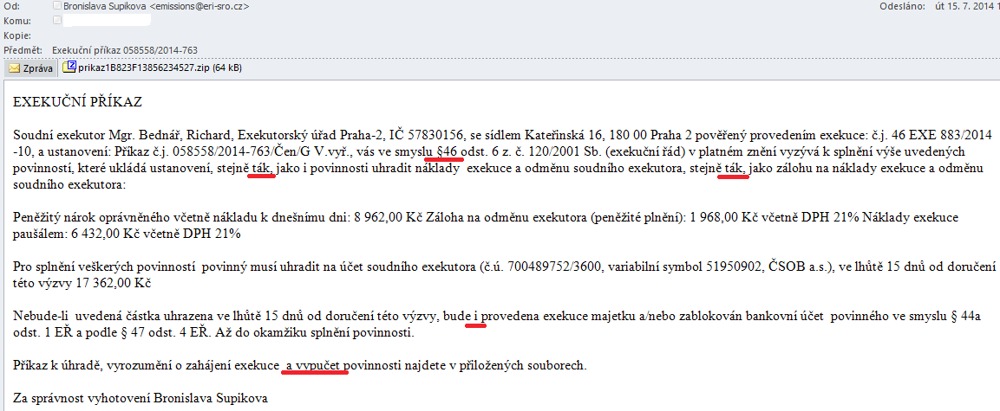 Od: Bronislava Supikova <emissions@eri-sro.cz> Odesláno: út 15. 7. 2014 1
Komu:
Kopie:
Předmět: Exekuční příkaz 058558/2014-763
Zpráva prikaz1B823F13856234527.zip (64 kB)
EXEKUČNÍ PŘÍKAZ
Soudní exekutor Mgr. Bednář, Richard, Exekutorský úřad Praha-2, IČ 57830156, se sídlem Kateřinská 16, 180 00 Praha 2 pověřený provedením exekuce: č.j. 46 EXE 883/2014
-10, a ustanovení: Příkaz č.j. 058558/2014-763/Čen/G V.vyř., vás ve smyslu §46 odst. 6 z. č. 120/2001 Sb. (exekuční řád) v platném znění vyzývá k splnění výše uvedených
povinností, které ukládá ustanovení, stejně ták, jako i povinnosti uhradit náklady exekuce a odměnu soudního exekutora, stejně ták, jako zálohu na náklady exekuce a odměnu
soudního exekutora:
Peněžitý nárok oprávněného včetně nákladu k dnešnímu dni: 8 962,00 Kč Záloha na odměnu exekutora (peněžité plnění): 1 968,00 Kč včetně DPH 21% Náklady exekuce
paušálem: 6 432,00 Kč včetně DPH 21%
Pro splnění veškerých povinností povinný musí uhradit na účet soudního exekutora (č.ú. 700489752/3600, variabilní symbol 51950902, ČSOB a.s.), ve lhůtě 15 dnů od doručení
této výzvy 17 362,00 Kč
Nebude-li uvedená částka uhrazena ve lhůtě 15 dnů od doručení této výzvy, bude i provedena exekuce majetku a/nebo zablokován bankovní účet povinného ve smyslu § 44a
odst. 1 EŘ a podle § 47 odst. 4 EŘ. Až do okamžiku splnění povinnosti.
Příkaz k úhradě, vyrozumění o zahájení exekuce a vypučet povinnosti najdete v přiložených souborech.
Za správnost vyhotovení Bronislava Supikova